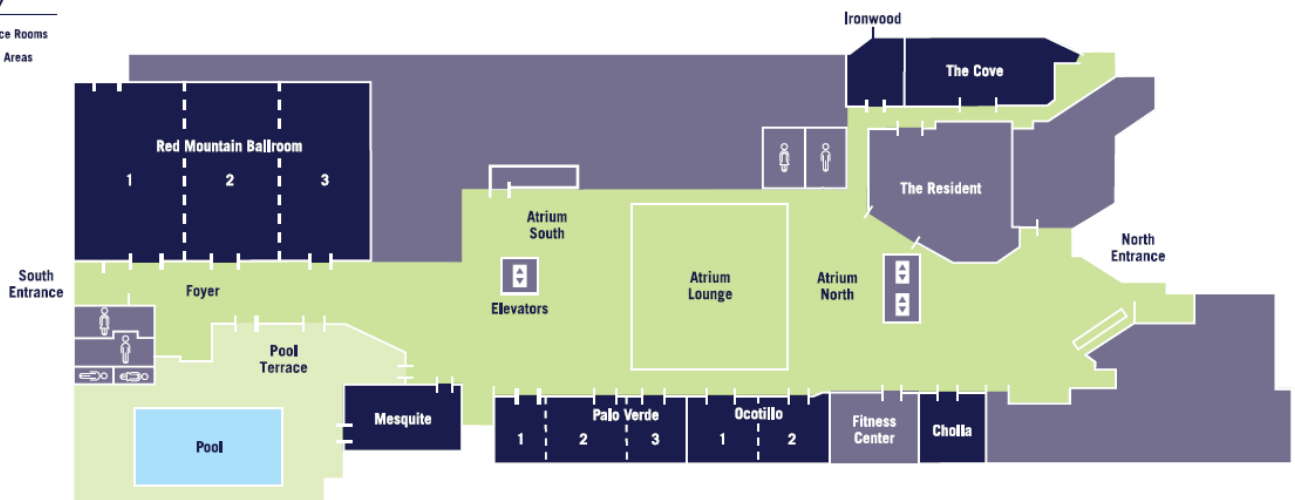 ce Rooms
Areas
Ironwood
The Cove
Red Mountain Ballroom
1
2
3
The Resident
Atrium
South
North
Entrance
South
Entrance
Foyer
Elevators
Atrium
Lounge
Atrium
North
Pool
Terrace
Mesquite
Palo Verde
1
2
3
Ocotillo
1
2
Fitness
Center
Cholla
Pool